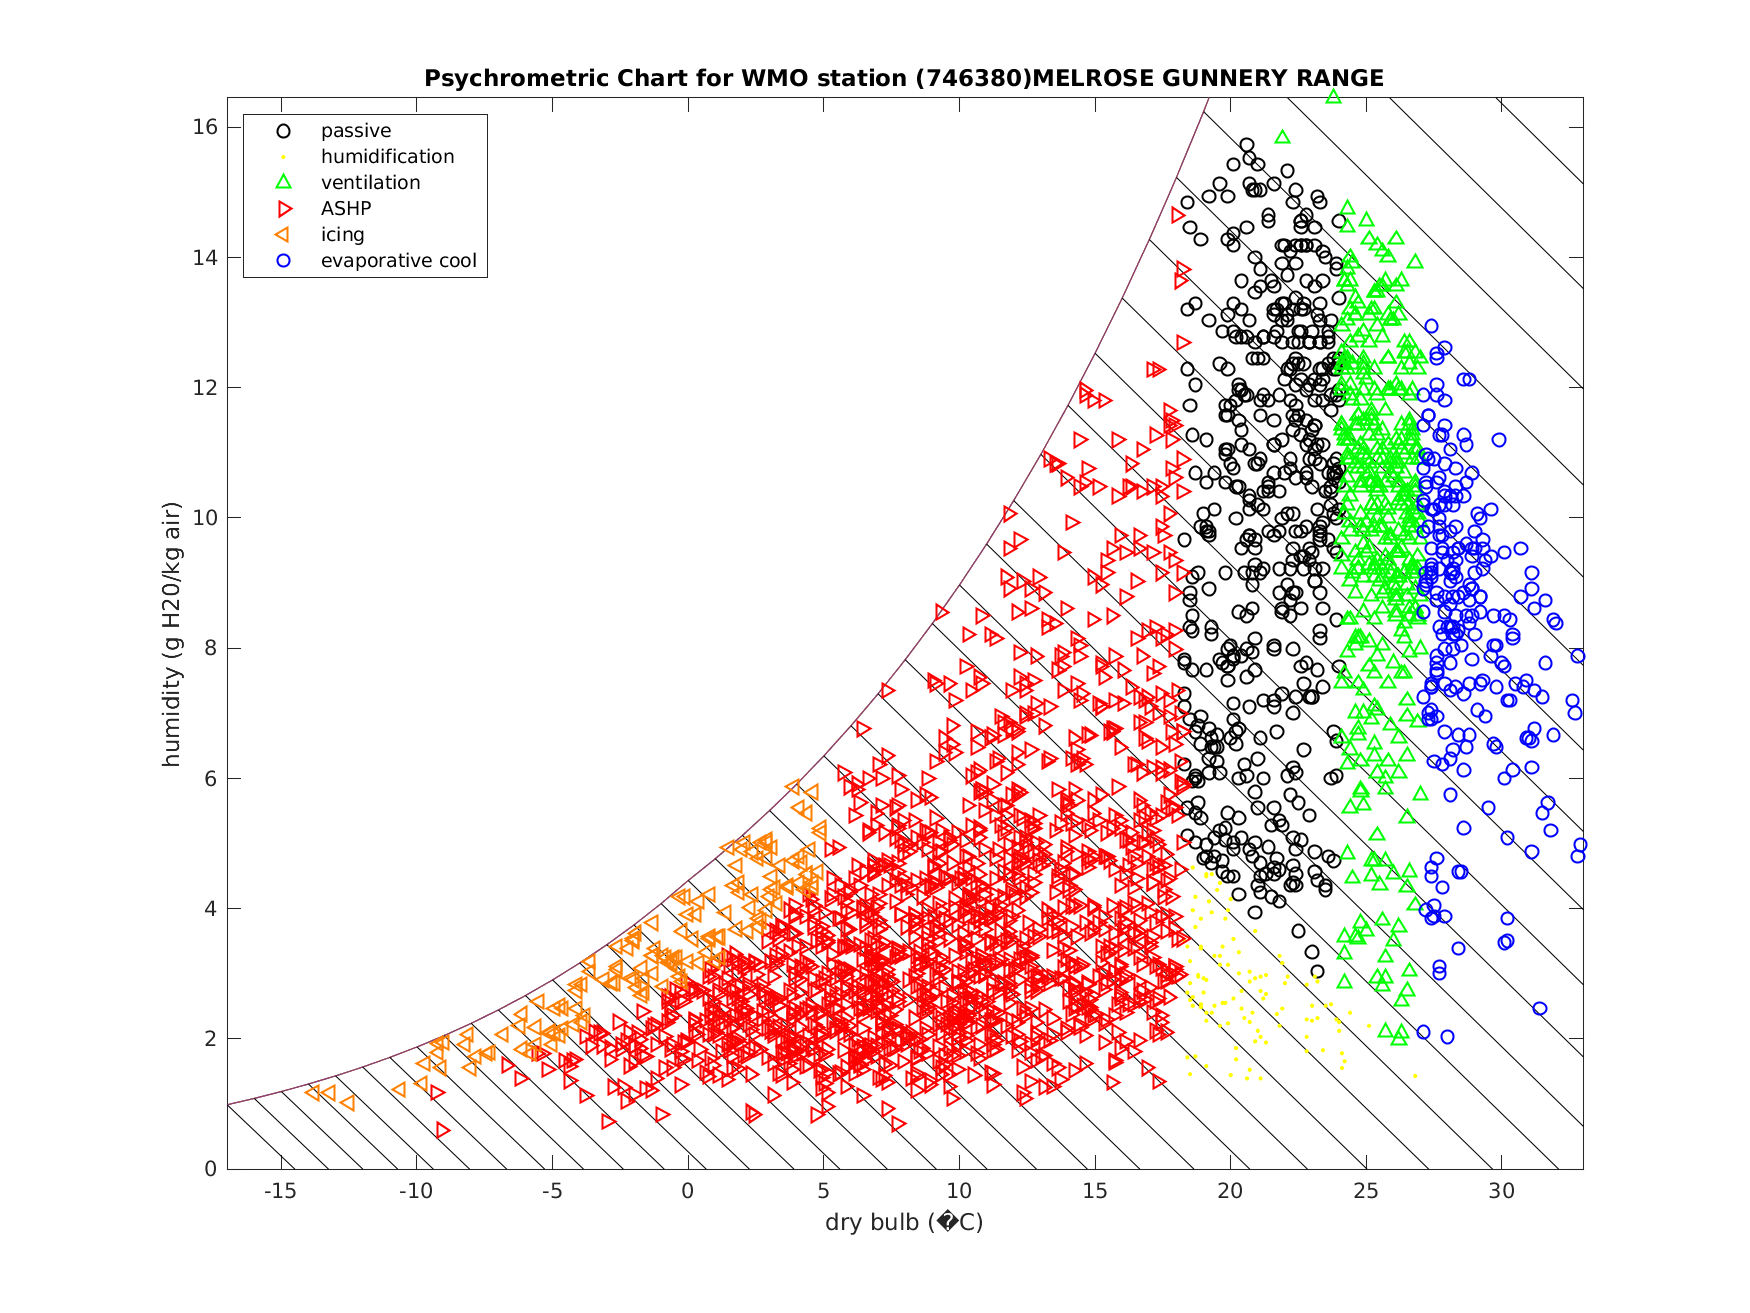 Psychrometric Chart for WMO station (746380)MELROSE GUNNERY RANGE
passive
humidification
ventilation
ASHP
icing
evaporative cool
humidity (g H20/kg air)
16
14
12
10
8
6
4
2
0
-15 -10 -5 0 5 10 15 20 25 30
dry bulb (�C)